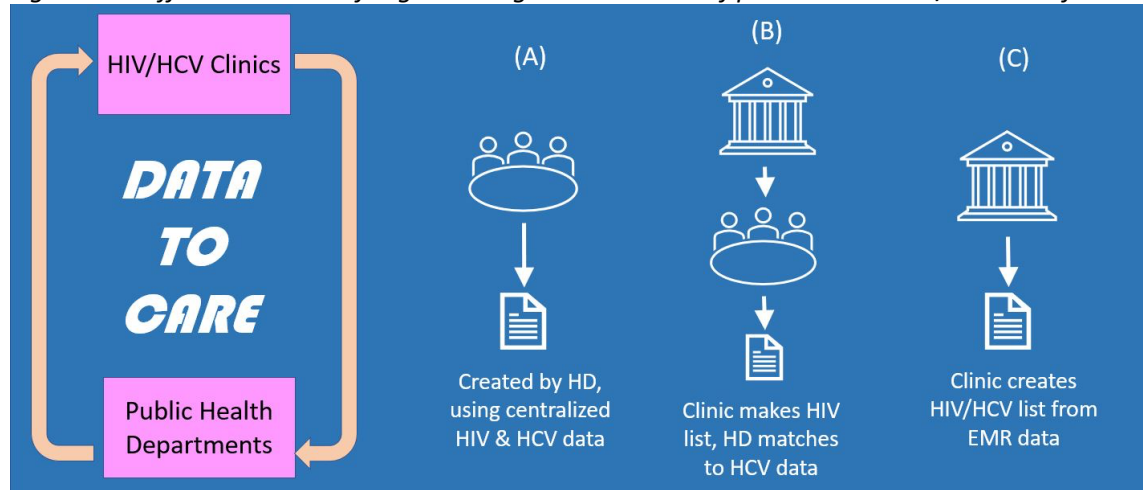 HIV/HCV Clinics
DATA
TO
CARE
Public Health
Departments
(A)
Created by HD,
using centralized
HIV & HCV data
(B)
Clinic makes HIV
list, HD matches
to HCV data
(C)
Clinic creates
HIV/HCV list from
EMR data